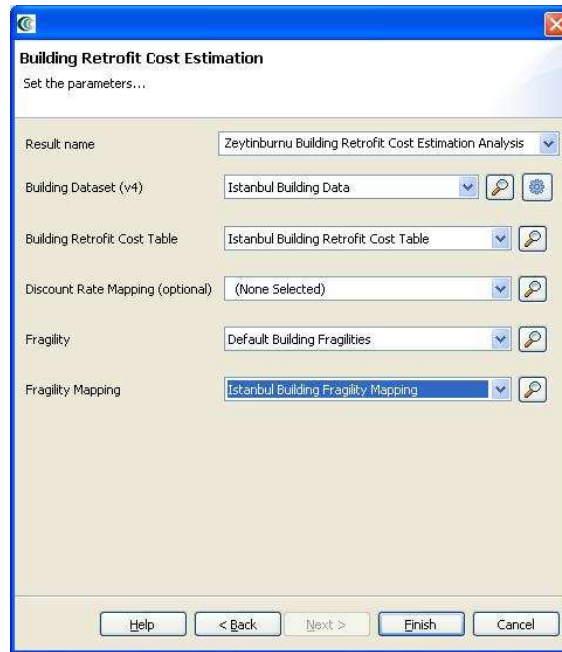 Building Retrofit Cost Estimation
Set the parameters...
Result name Zeytinburnu Building Retrofit Cost Estimation Analysis
Building Dataset (v4) Istanbul Building Data
Building Retrofit Cost Table Istanbul Building Retrofit Cost Table
Discount Rate Mapping (optional) (None Selected)
Fragility Default Building Fragilities
Fragility Mapping Istanbul Building Fragility Mapping
Help < Back Next > Finish Cancel